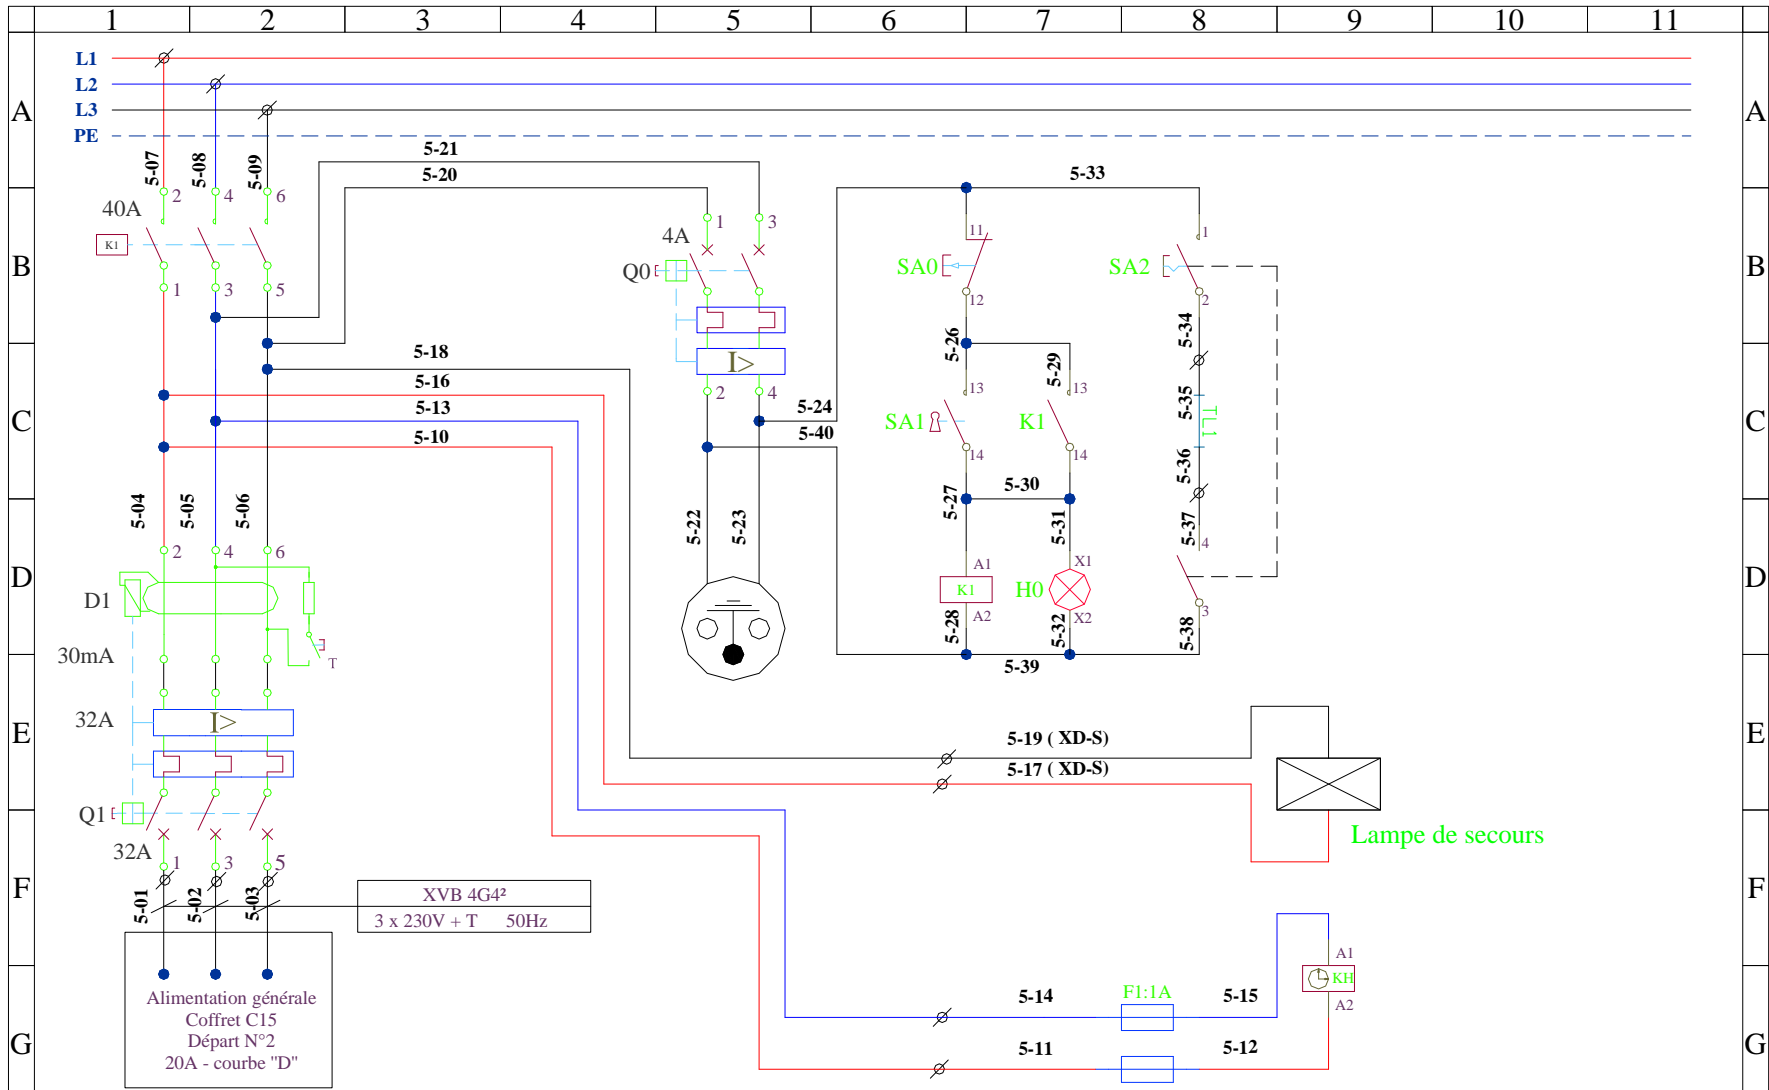 1 2 3 4 5 6 7 8 9 10 11
L1
L2
L3
PE
A A
5-07 5-08 5-09
5-21
5-20
5-33
2 4 6
40A
K1
1 3 5
B B
1 3
4A
Q0
I>
2 4
11
SA0
12
1
SA2
2
5-26
5-29
5-34
5-18
5-16
5-13
5-10
5-24
5-40
C C
13 13
SA1 K1
14 14
5-35
TL1
5-36
5-30
5-27
5-31
5-37
5-04 5-05 5-06
5-22 5-23
2 4 6
D D
D1
30mA
T
A1 X1
K1 H0
A2 X2
4
3
5-28 5-32 5-38
5-39
32A
I>
E E
Q1
32A
1 3 5
5-19 ( XD-S)
5-17 ( XD-S)
Lampe de secours
F F
5-01 5-02 5-03
XVB 4G4²
3 x 230V + T 50Hz
Alimentation générale
Coffret C15
Départ N°2
20A - courbe "D"
G G
5-14 F1:1A 5-15
5-11 5-12
A1
KH
A2